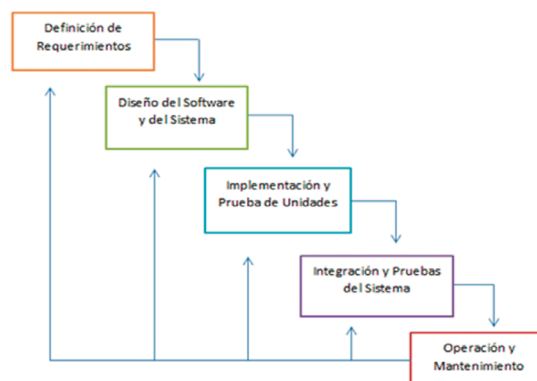 Definición de
Requerimientos
Diseño del Software
y del Sistema
Implementación y
Prueba de Unidades
Integración y Pruebas
del Sistema
Operación y
Mantenimiento